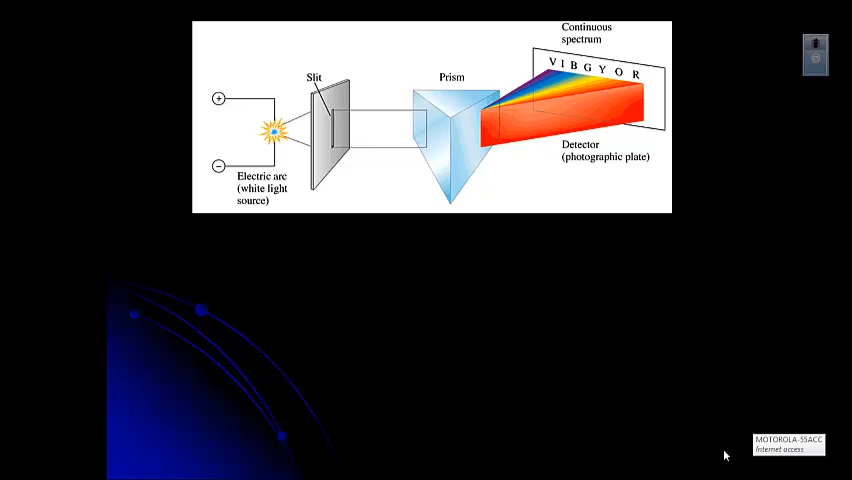 Continuous
spectrum
V I B G Y O R
Slit
Prism
+
−
Electric arc
(white light
source)
Detector
(photographic plate)
MOTOROLA-55ACC
Internet access